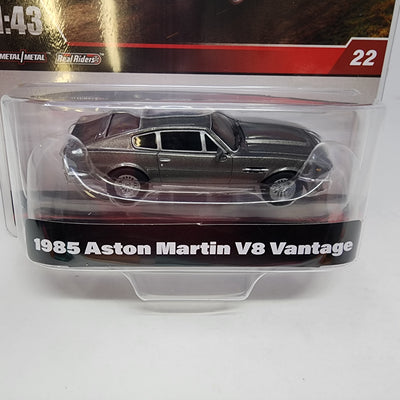 1:43
METAL/METAL Real Riders
22
1985 Aston Martin V8 Vantage